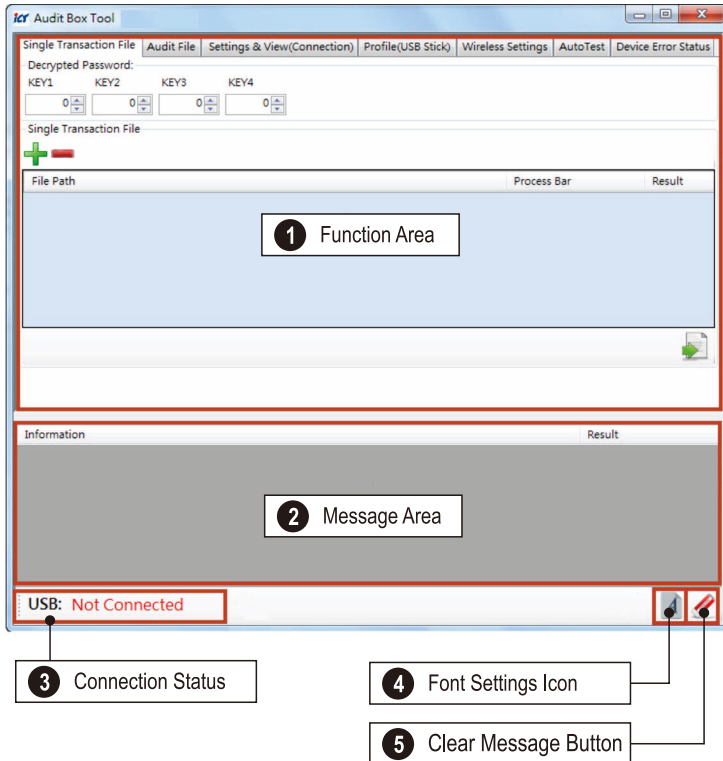 ict Audit Box Tool
Single Transaction File Audit File Settings & View(Connection) Profile(USB Stick) Wireless Settings AutoTest Device Error Status
Decrypted Password:
KEY1 KEY2 KEY3 KEY4
0 0 0 0
Single Transaction File
File Path Process Bar Result
1 Function Area
Information Result
2 Message Area
USB: Not Connected
3 Connection Status
4 Font Settings Icon
5 Clear Message Button